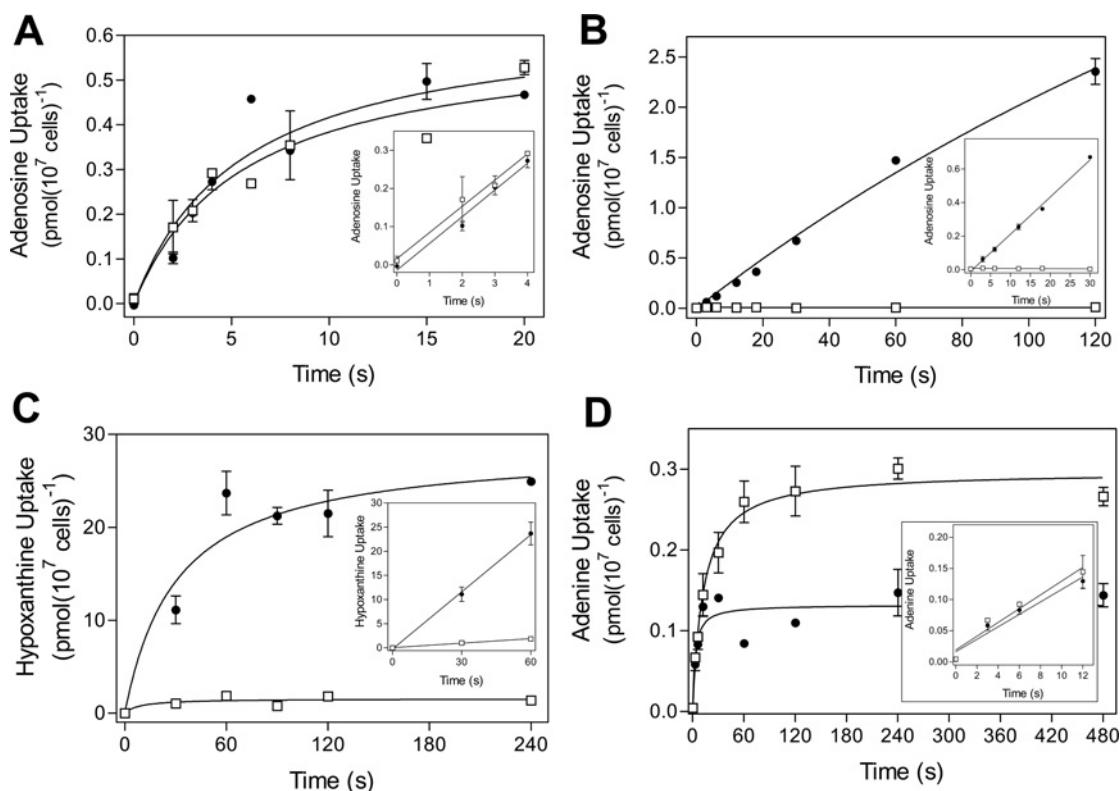 A
Adenosine Uptake
(pmol(10⁷ cells)⁻¹
0.6
0.5
0.4
0.3
0.2
0.1
0.0
0 5 10 15 20
Time (s)
Adenosine Uptake
0.3
0.2
0.1
0.0
0 1 2 3 4
Time (s)
B
Adenosine Uptake
(pmol(10⁷ cells)⁻¹
2.5
2.0
1.5
1.0
0.5
0.0
0 20 40 60 80 100 120
Time (s)
Adenosine Uptake
0.6
0.4
0.2
0.0
0 5 10 15 20 25 30
Time (s)
C
Hypoxanthine Uptake
(pmol(10⁷ cells)⁻¹
30
20
10
0
0 60 120 180 240
Time (s)
Hypoxanthine Uptake
30
25
20
15
10
5
0
0 30 60
Time (s)
D
Adenine Uptake
(pmol(10⁷ cells)⁻¹
0.3
0.2
0.1
0.0
0 60 120 180 240 300 360 420 480
Time (s)
Adenine Uptake
0.20
0.15
0.10
0.05
0.00
0 2 4 6 8 10 12
Time (s)